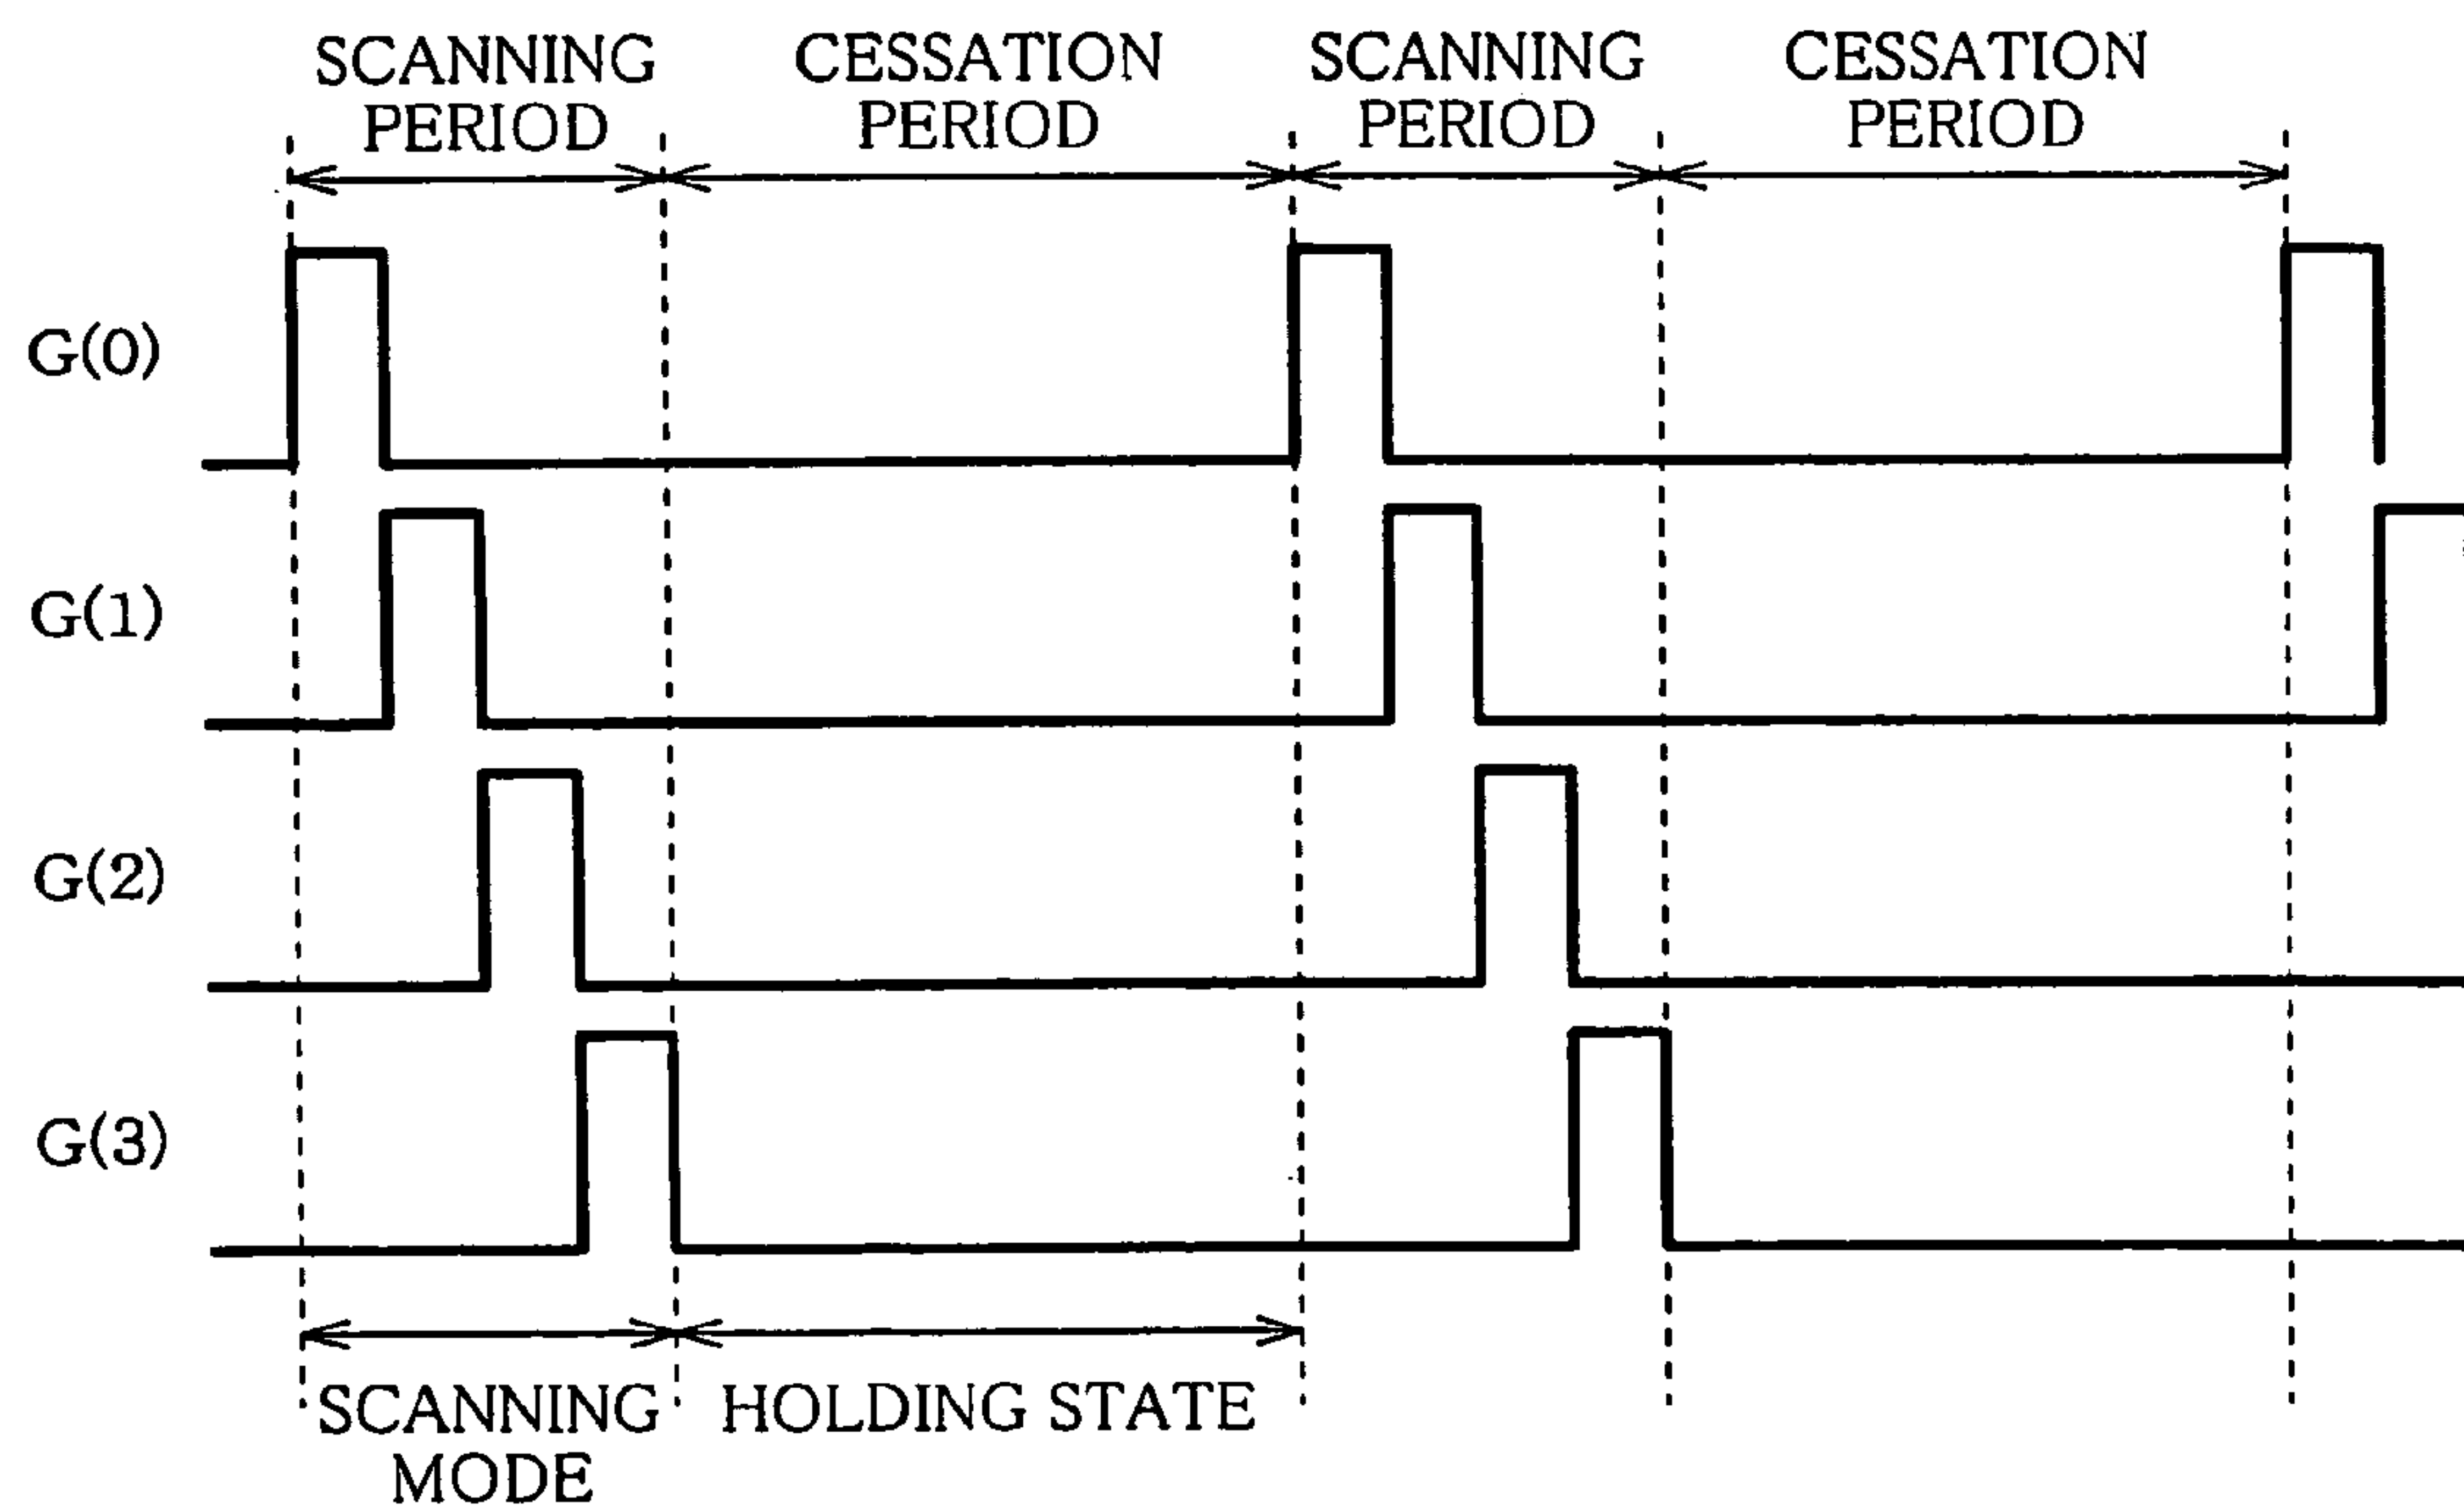 SCANNING
PERIOD
CESSATION
PERIOD
SCANNING
PERIOD
CESSATION
PERIOD
G(0)
G(1)
G(2)
G(3)
SCANNING
MODE
HOLDING STATE